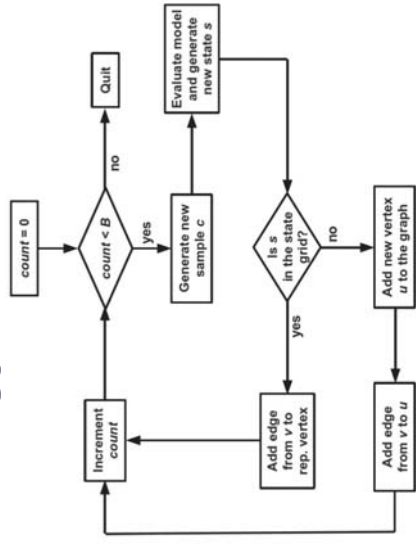 count = 0
count < B
no
Quit
yes
Generate new
sample c
Evaluate model
and generate
new state s
Is s
in the state
grid?
yes
no
Add edge
from v to
rep. vertex
Increment
count
Add new vertex
u to the graph
Add edge
from v to u